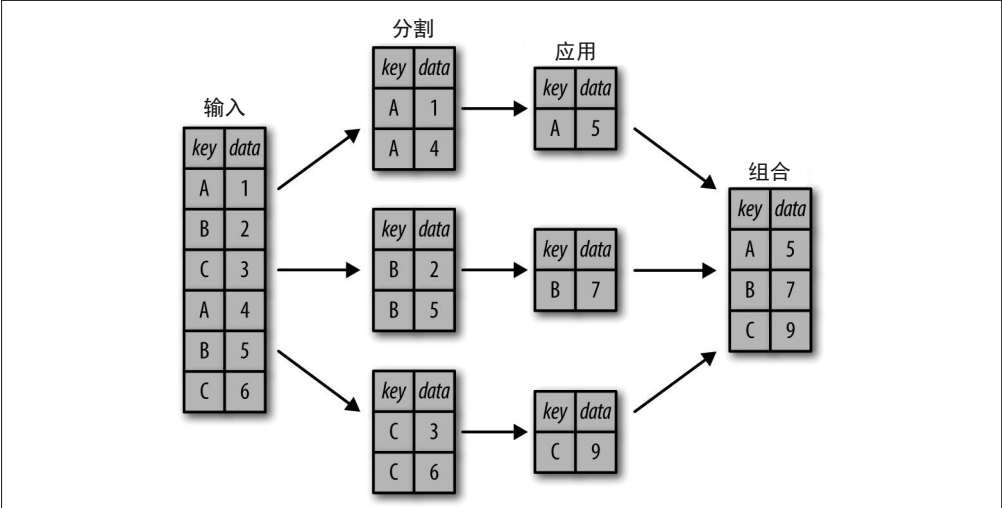 输入
key data
A 1
B 2
C 3
A 4
B 5
C 6
分割
key data
A 1
A 4
key data
B 2
B 5
key data
C 3
C 6
应用
key data
A 5
key data
B 7
key data
C 9
组合
key data
A 5
B 7
C 9